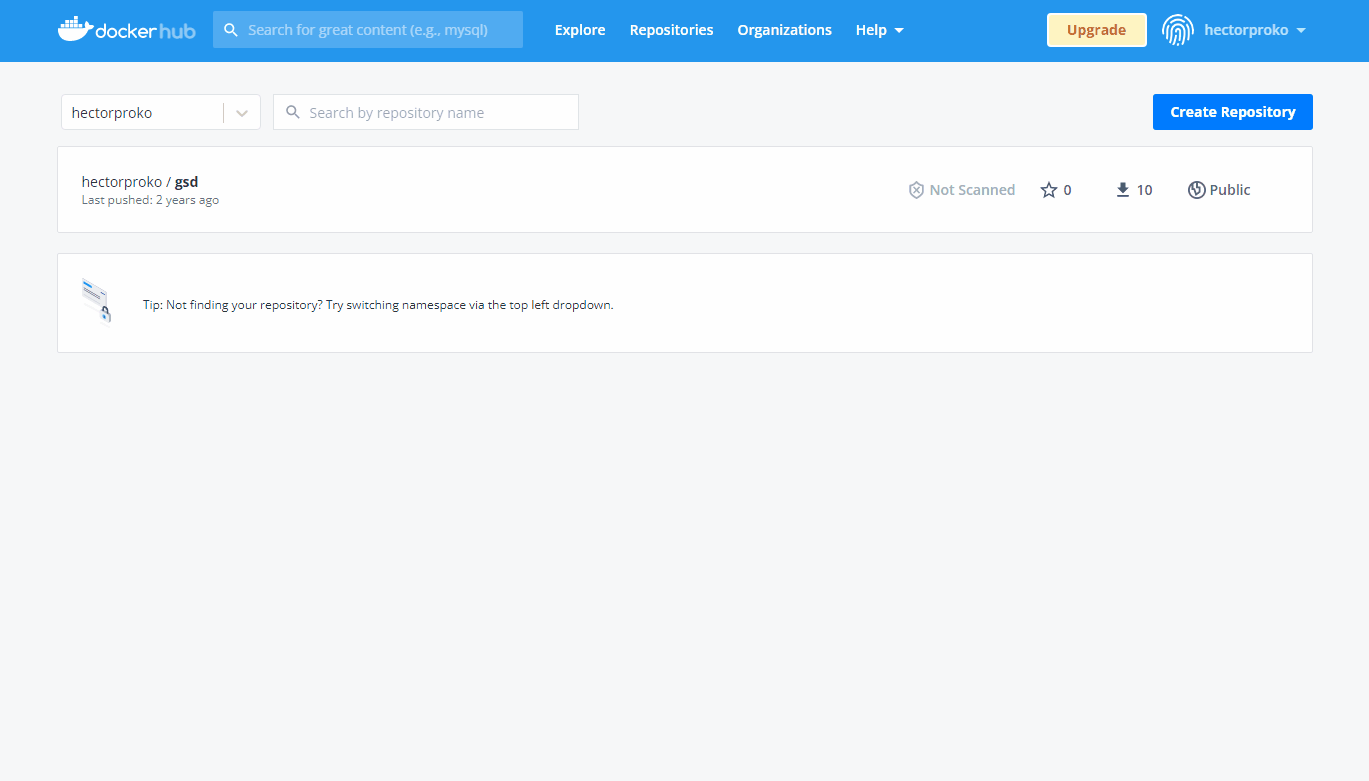 docker hub
Search for great content (e.g., mysql)
Explore
Repositories
Organizations
Help
Upgrade
hectorproko
hectorproko
Search by repository name
Create Repository
hectorproko / gsd
Last pushed: 2 years ago
Not Scanned
0
10
Public
Tip: Not finding your repository? Try switching namespace via the top left dropdown.